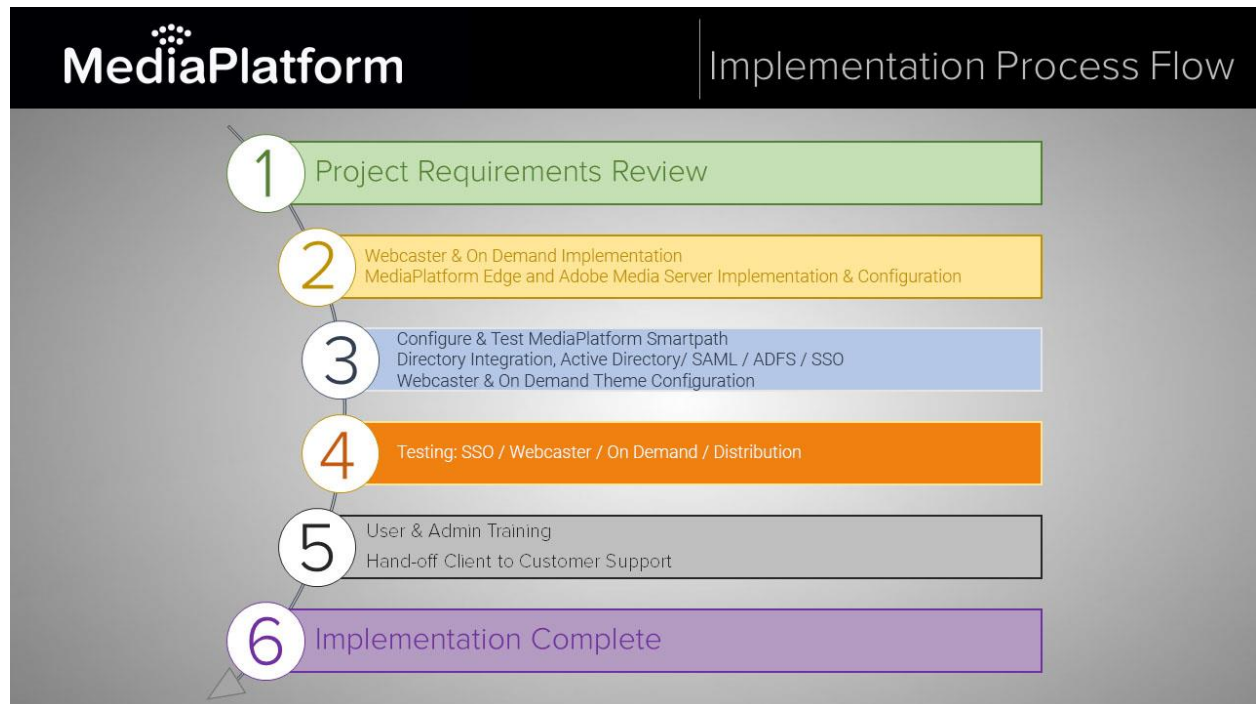 MediaPlatform
Implementation Process Flow
1
Project Requirements Review
2
Webcaster & On Demand Implementation
MediaPlatform Edge and Adobe Media Server Implementation & Configuration
3
Configure & Test MediaPlatform Smartpath
Directory Integration, Active Directory/ SAML / ADFS / SSO
Webcaster & On Demand Theme Configuration
4
Testing: SSO / Webcaster / On Demand / Distribution
5
User & Admin Training
Hand-off Client to Customer Support
6
Implementation Complete